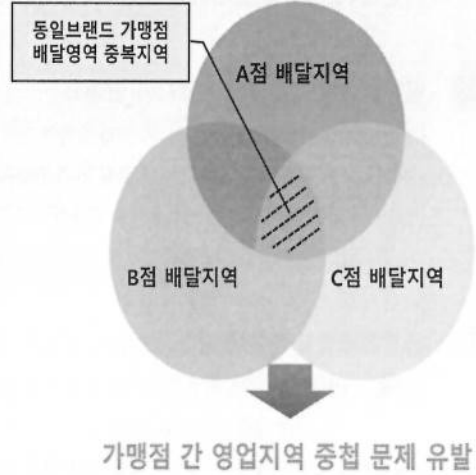 동일브랜드 가맹점
배달영역 중복지역
A점 배달지역
B점 배달지역
C점 배달지역
가맹점 간 영업지역 중첩 문제 유발